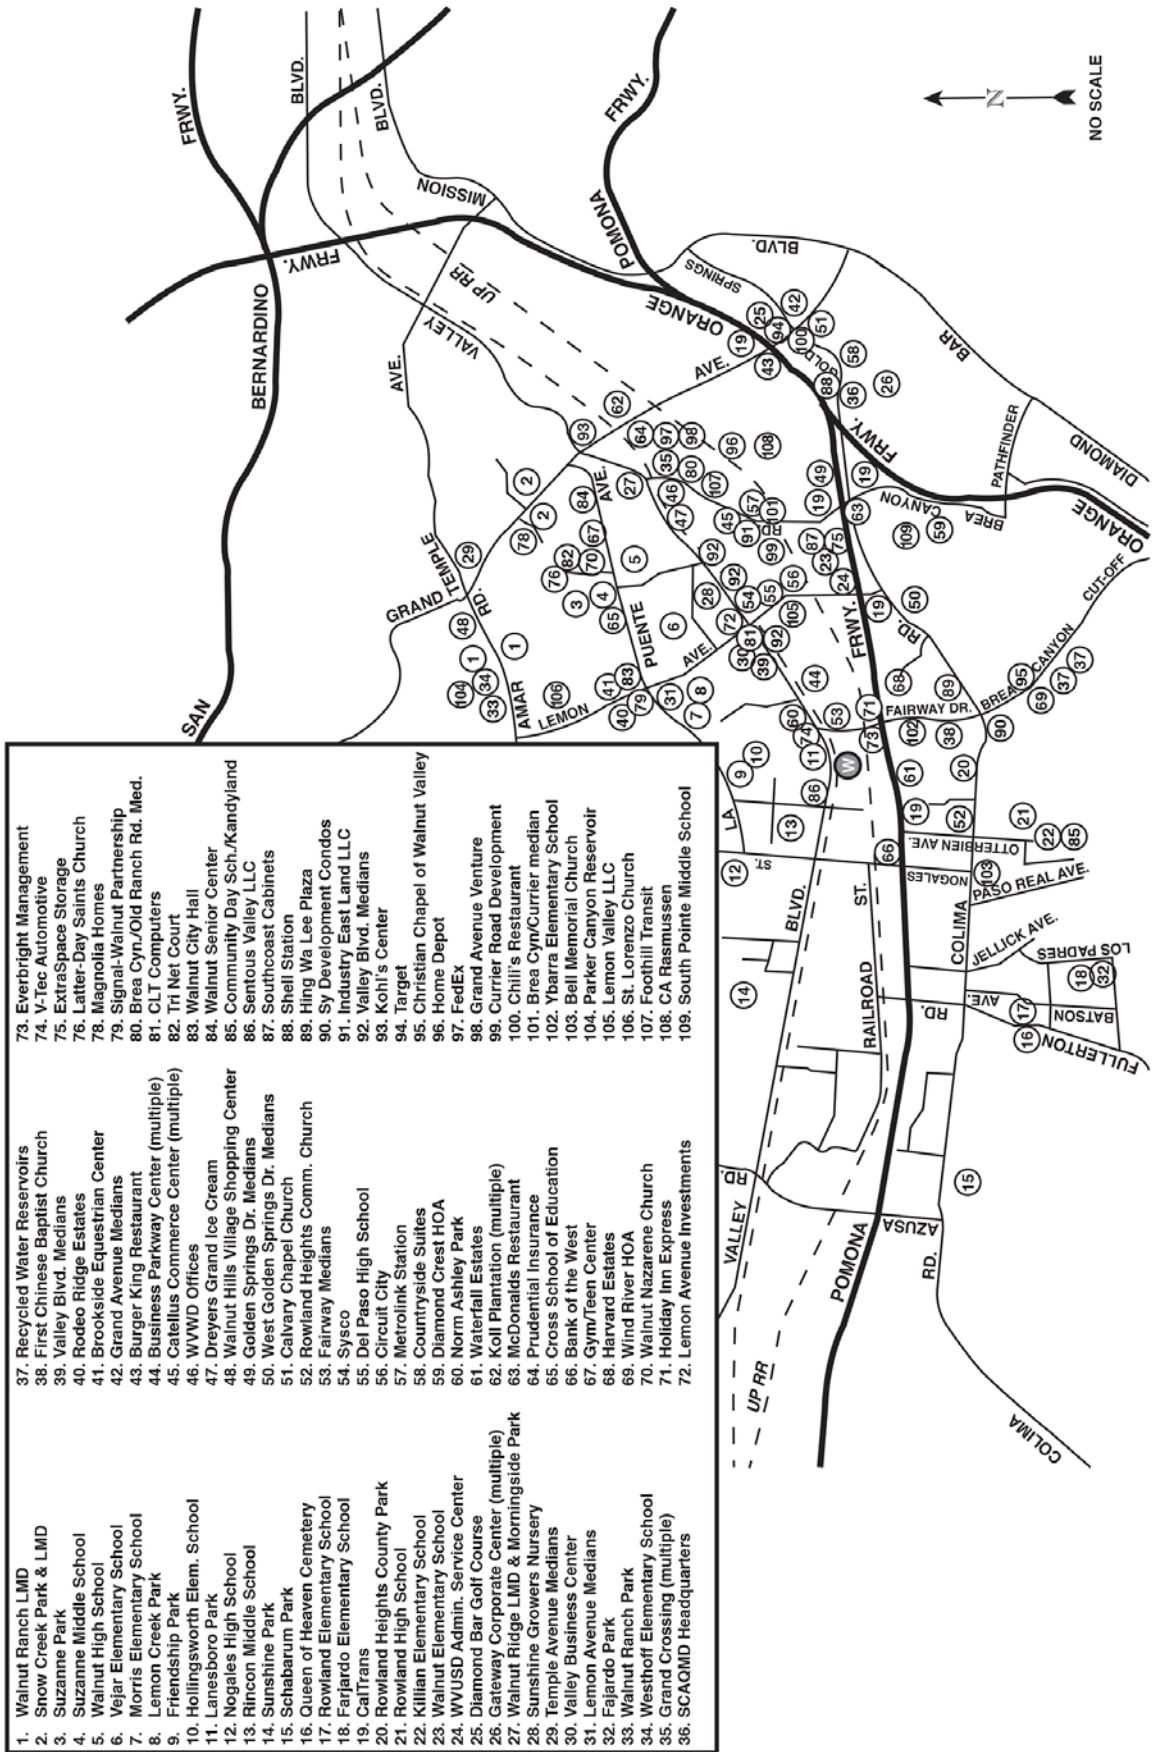 1. Walnut Ranch LMD
2. Snow Creek Park & LMD
3. Suzanne Park
4. Suzanne Middle School
5. Walnut High School
6. Vejar Elementary School
7. Morris Elementary School
8. Lemon Creek Park
9. Friendship Park
10. Hollingsworth Elem. School
11. Lanesboro Park
12. Nogales High School
13. Rincon Middle School
14. Sunshine Park
15. Schabarum Park
16. Queen of Heaven Cemetery
17. Rowland Elementary School
18. Farjardo Elementary School
19. CalTrans
20. Rowland Heights County Park
21. Rowland High School
22. Killian Elementary School
23. Walnut Elementary School
24. WVUSD Admin. Service Center
25. Diamond Bar Golf Course
26. Gateway Corporate Center (multiple)
27. Walnut Ridge LMD & Morningside Park
28. Sunshine Growers Nursery
29. Temple Avenue Medians
30. Valley Business Center
31. Lemon Avenue Medians
32. Fajardo Park
33. Walnut Ranch Park
34. Westhoff Elementary School
35. Grand Crossing (multiple)
36. SCAQMD Headquarters
37. Recycled Water Reservoirs
38. First Chinese Baptist Church
39. Valley Blvd. Medians
40. Rodeo Ridge Estates
41. Brookside Equestrian Center
42. Grand Avenue Medians
43. Burger King Restaurant
44. Business Parkway Center (multiple)
45. Catellus Commerce Center (multiple)
46. WVWD Offices
47. Dreyers Grand Ice Cream
48. Walnut Hills Village Shopping Center
49. Golden Springs Dr. Medians
50. West Golden Springs Dr. Medians
51. Calvary Chapel Church
52. Rowland Heights Comm. Church
53. Fairway Medians
54. Sysco
55. Del Paso High School
56. Circuit City
57. Metrolink Station
58. Countryside Suites
59. Diamond Crest HOA
60. Norm Ashley Park
61. Waterfall Estates
62. Koll Plantation (multiple)
63. McDonalds Restaurant
64. Prudential Insurance
65. Cross School of Education
66. Bank of the West
67. Gym/Teen Center
68. Harvard Estates
69. Wind River HOA
70. Walnut Nazarene Church
71. Holiday Inn Express
72. Lemon Avenue Investments
73. Everbright Management
74. V-Tec Automotive
75. ExtraSpace Storage
76. Latter-Day Saints Church
78. Magnolia Homes
79. Signal-Walnut Partnership
80. Brea Cyn./Old Ranch Rd. Med.
81. CLT Computers
82. Tri Net Court
83. Walnut City Hall
84. Walnut Senior Center
85. Community Day Sch./Kandyland
86. Sentous Valley LLC
87. Southcoast Cabinets
88. Shell Station
89. Hing Wa Lee Plaza
90. Sy Development Condos
91. Industry East Land LLC
92. Valley Blvd. Medians
93. Kohl's Center
94. Target
95. Christian Chapel of Walnut Valley
96. Home Depot
97. FedEx
98. Grand Avenue Venture
99. Currier Road Development
100. Chili's Restaurant
101. Brea Cyn/Currier median
102. Ybarra Elementary School
103. Bell Memorial Church
104. Parker Canyon Reservoir
105. Lemon Valley LLC
106. St. Lorenzo Church
107. Foothill Transit
108. CA Rasmussen
109. South Pointe Middle School
SAN
BERNARDINO
FRWY.
FRWY.
BLVD.
BLVD.
MISSION
VALLEY
UP RR
AVE.
GRAND
TEMPLE
RD.
AMAR
LEMON
AVE.
PUENTE
AVE.
LA
ORANGE
POMONA
FRWY.
AVE.
SPRINGS
GOLD
BLVD.
BAR
DIAMOND
PATHFINDER
FRWY.
ORANGE
BREA
CANYON
RD.
CUT-OFF
CANYON
BREA
RD.
FRWY.
FAIRWAY DR.
W
ST.
NOGALES
OTTERBIEN AVE.
PASO REAL AVE.
COLIMA
JELLICK AVE.
LOS PADRES
BATSON
AVE.
FULLERTON
RD.
BLVD.
ST.
RAILROAD
RD.
VALLEY
AZUSA
POMONA
RD.
UP RR
COLIMA
N
NO SCALE